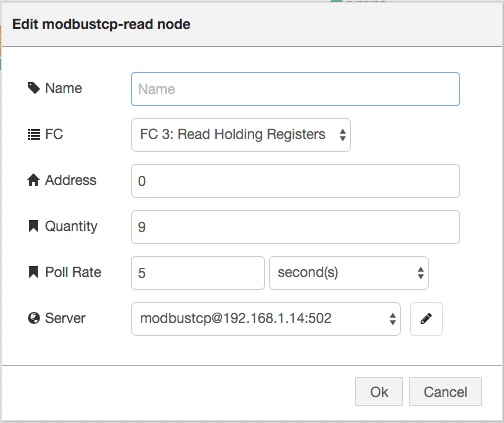 Edit modbustcp-read node
Name Name
FC FC 3: Read Holding Registers
Address 0
Quantity 9
Poll Rate 5 second(s)
Server modbustcp@192.168.1.14:502
Ok Cancel